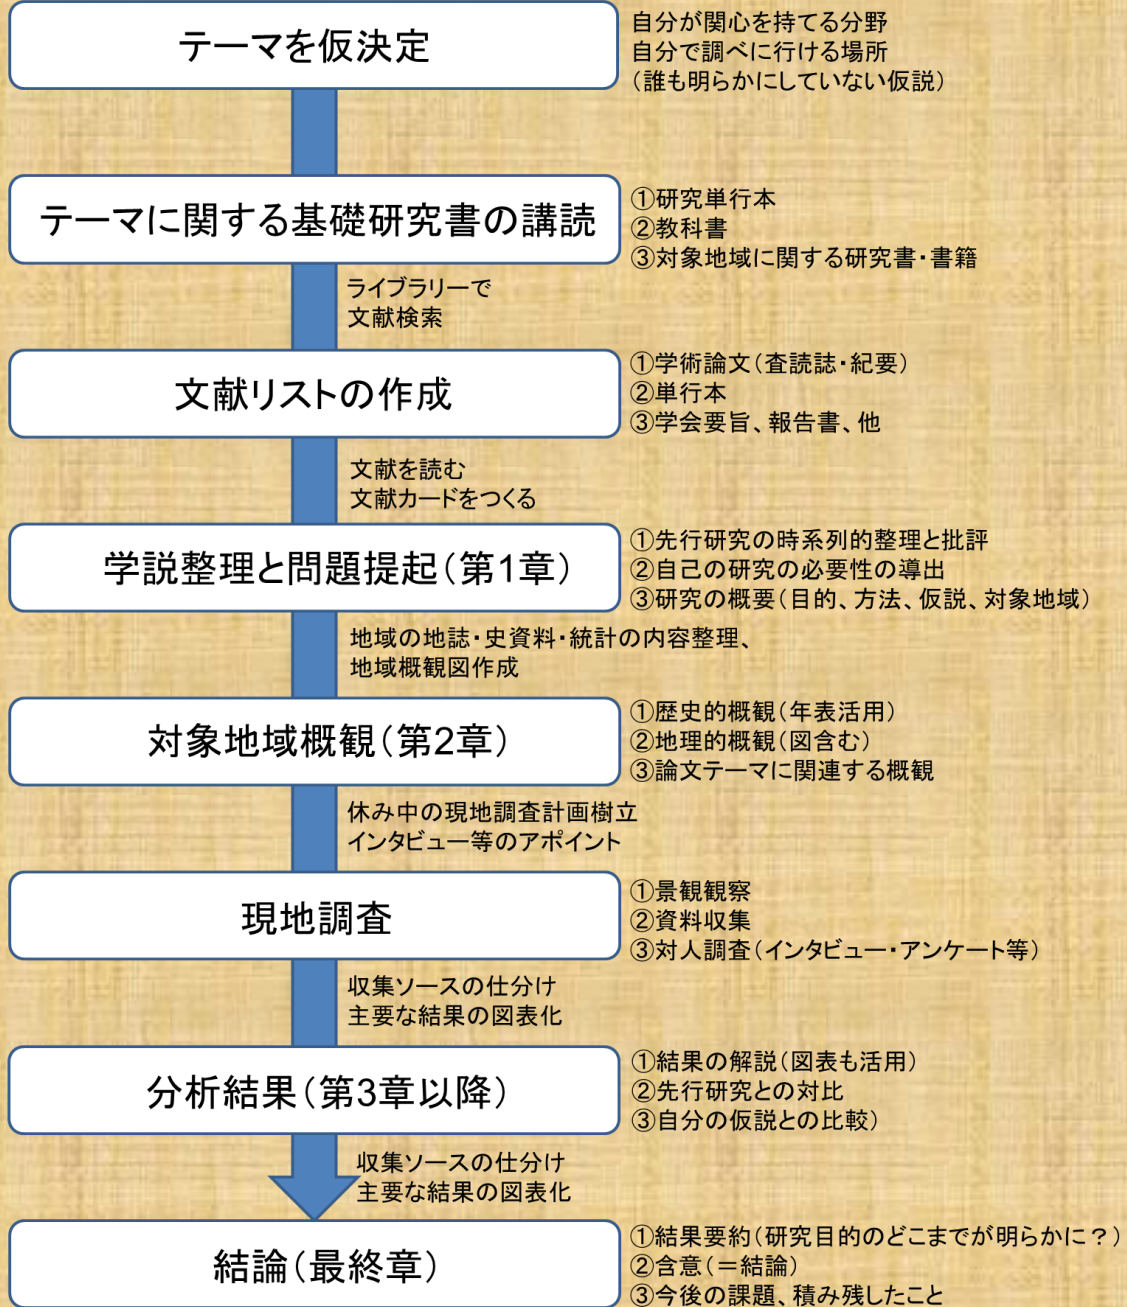 テーマを仮決定
自分が関心を持てる分野
自分で調べに行ける場所
(誰も明らかにしていない仮説)
テーマに関する基礎研究書の講読
①研究単行本
②教科書
③対象地域に関する研究書・書籍
ライブラリーで
文献検索
文献リストの作成
①学術論文(査読誌・紀要)
②単行本
③学会要旨、報告書、他
文献を読む
文献カードをつくる
学説整理と問題提起(第1章)
①先行研究の時系列的整理と批評
②自己の研究の必要性の導出
③研究の概要(目的、方法、仮説、対象地域)
地域の地誌・史資料・統計の内容整理、
地域概観図作成
対象地域概観(第2章)
①歴史的概観(年表活用)
②地理的概観(図含む)
③論文テーマに関連する概観
休み中の現地調査計画樹立
インタビュー等のアポイント
現地調査
①景観観察
②資料収集
③対人調査(インタビュー・アンケート等)
収集ソースの仕分け
主要な結果の図表化
分析結果(第3章以降)
①結果の解説(図表も活用)
②先行研究との対比
③自分の仮説との比較)
収集ソースの仕分け
主要な結果の図表化
結論(最終章)
①結果要約(研究目的のどこまでが明らかに?)
②含意(=結論)
③今後の課題、積み残したこと